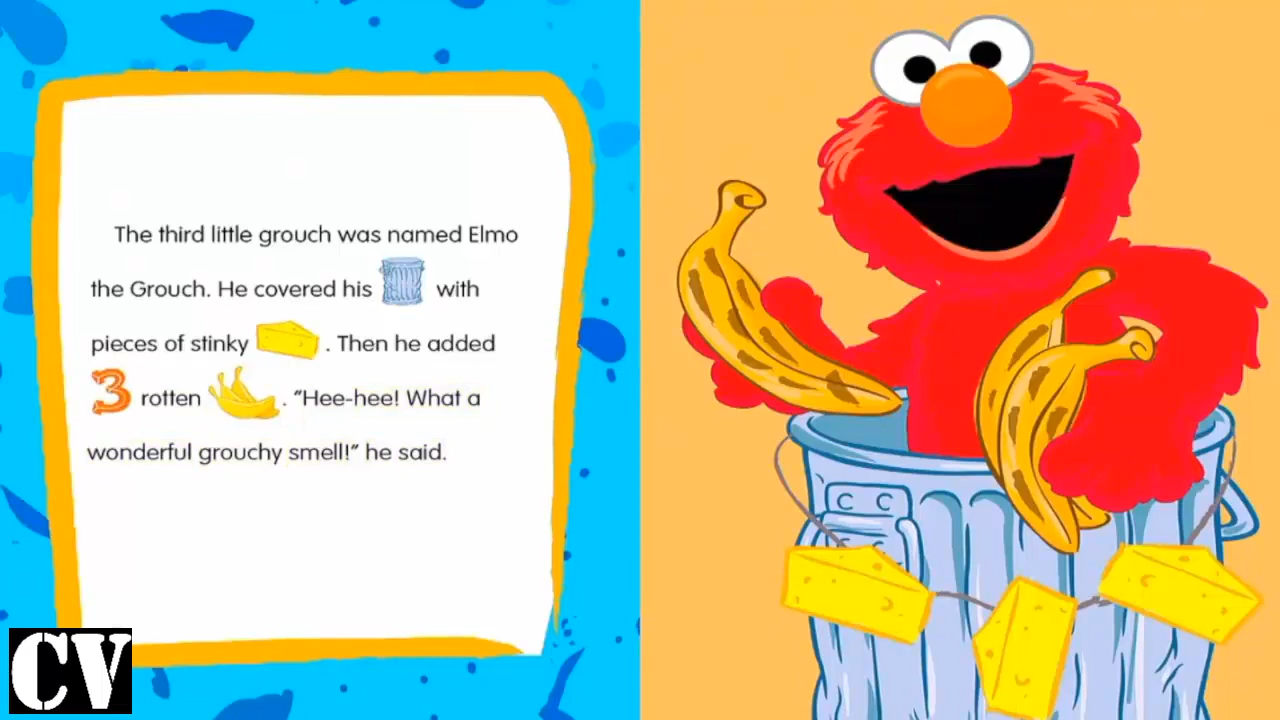 The third little grouch was named Elmo
the Grouch. He covered his with
pieces of stinky . Then he added
3 rotten . “Hee-hee! What a
wonderful grouchy smell!” he said.
CV